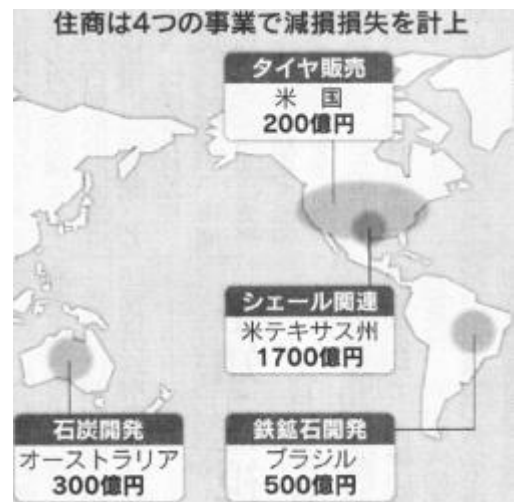 住商は4つの事業で減損損失を計上
タイヤ販売
米 国
200億円
シェール関連
米テキサス州
1700億円
石炭開発
オーストラリア
300億円
鉄鉱石開発
ブラジル
500億円